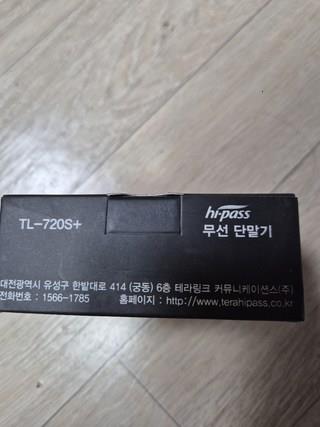 TL-720S+
hi-pass
무선 단말기
대전광역시 유성구 한밭대로 414 (궁동) 6층 테라링크 커뮤니케이션스(주)
전화번호 : 1566-1785 홈페이지 : http://www.terahipass.co.kr